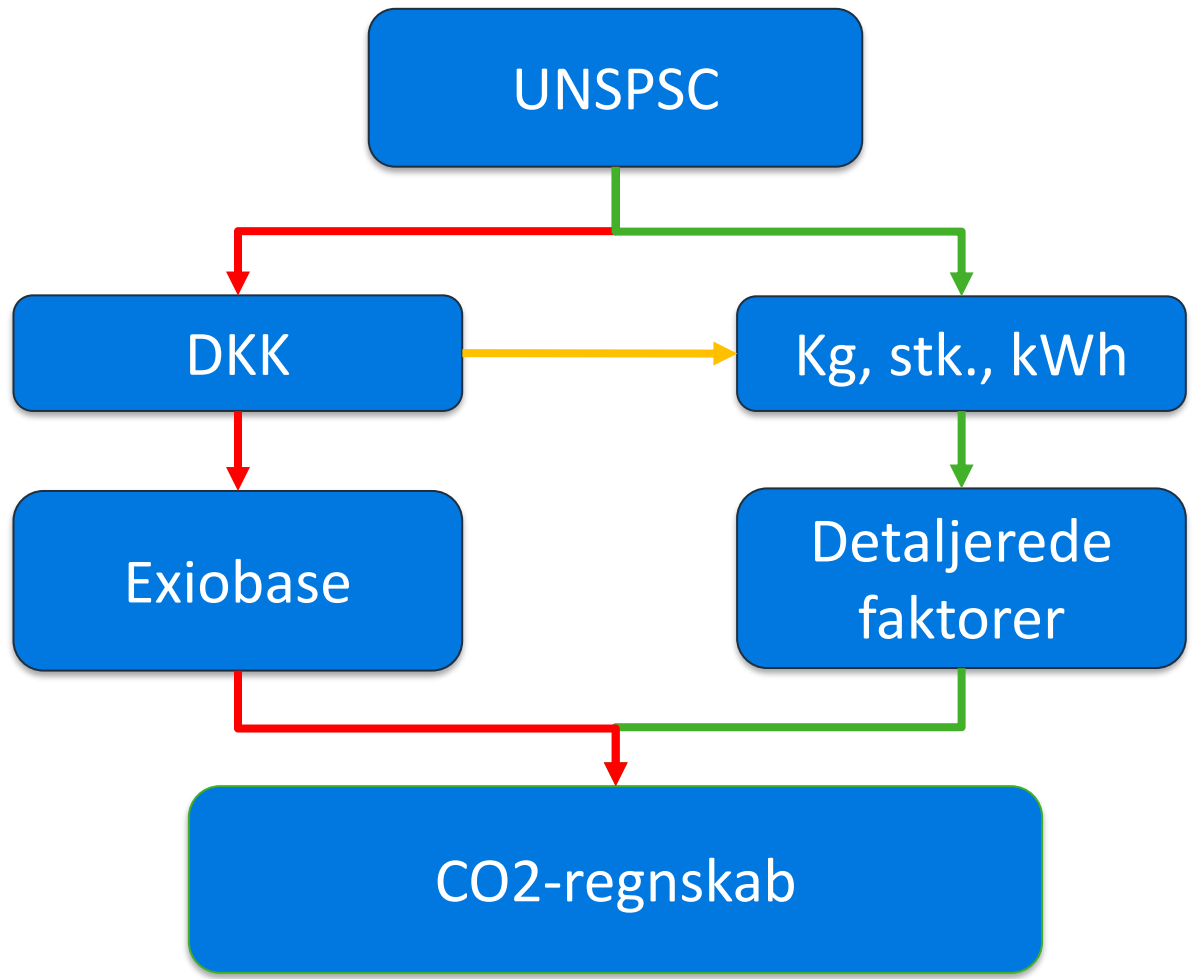 UNSPSC
DKK
Kg, stk., kWh
Exiobase
Detaljerede
faktorer
CO2-regnskab